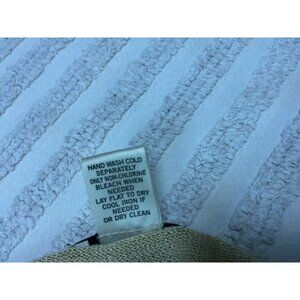 HAND WASH COLD
SEPARATELY
ONLY NON-CHLORINE
BLEACH WHEN
NEEDED
LAY FLAT TO DRY
COOL IRON IF
NEEDED
OR DRY CLEAN